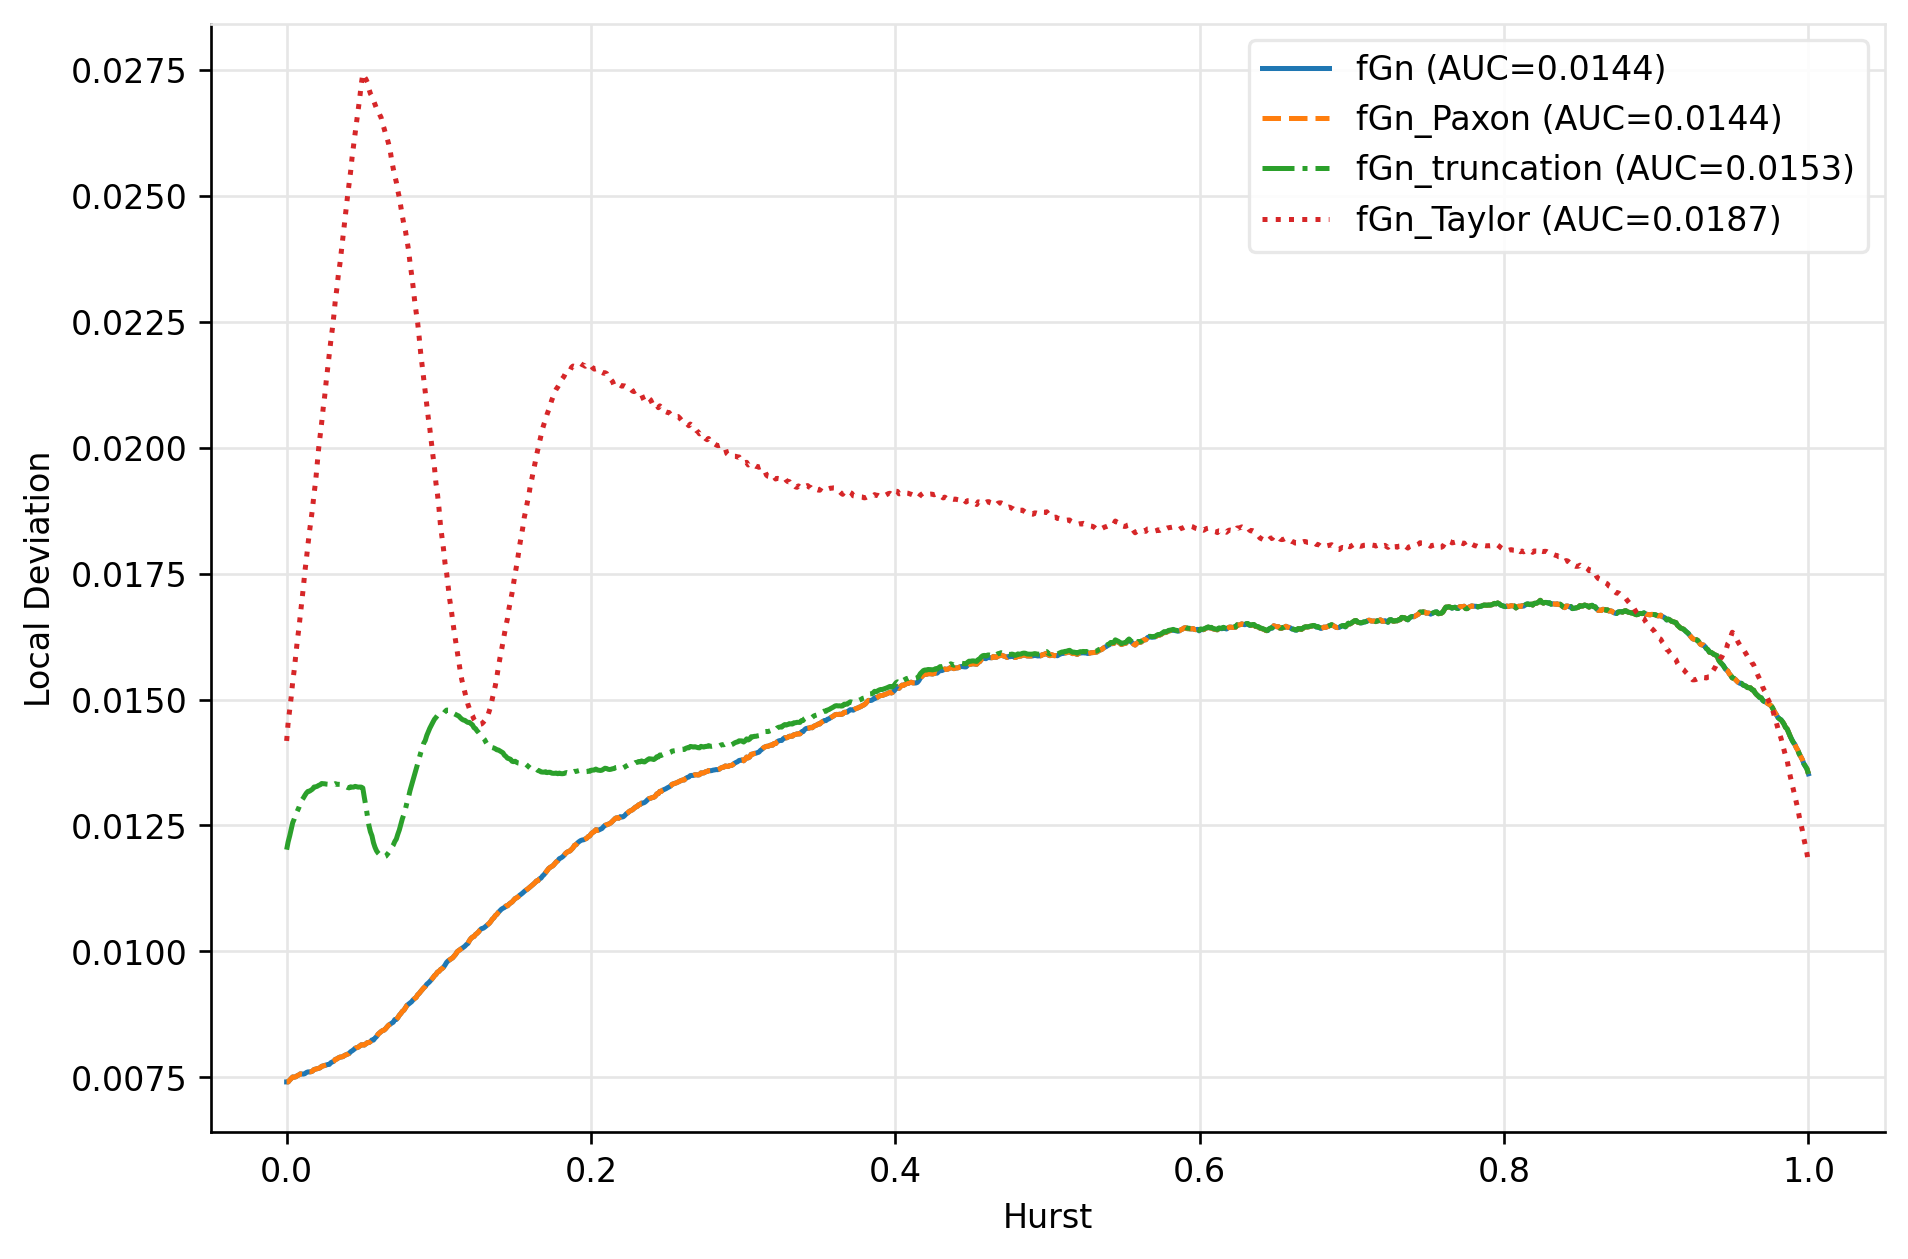 fGn (AUC=0.0144)
fGn_Paxon (AUC=0.0144)
fGn_truncation (AUC=0.0153)
fGn_Taylor (AUC=0.0187)
Local Deviation
0.0275
0.0250
0.0225
0.0200
0.0175
0.0150
0.0125
0.0100
0.0075
0.0 0.2 0.4 0.6 0.8 1.0
Hurst